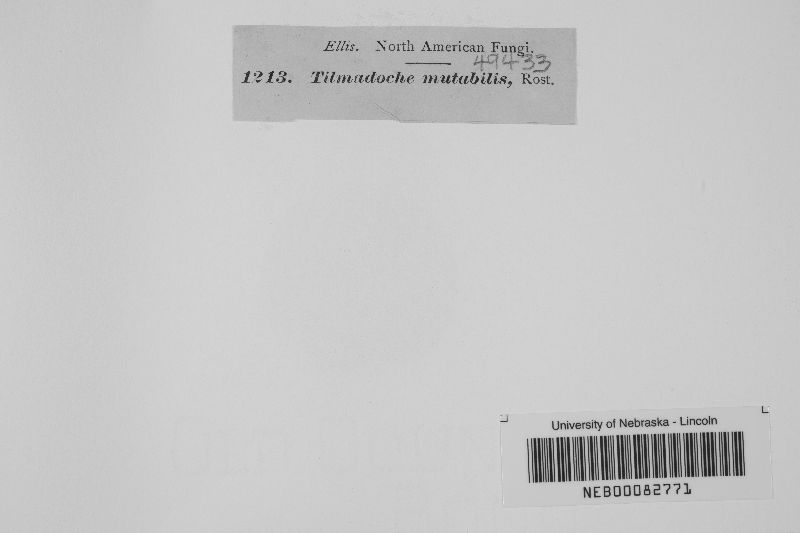 Ellis. North American Fungi.
49433
1213. Tilmadoche mutabilis, Rost.
University of Nebraska - Lincoln
NEB00082771